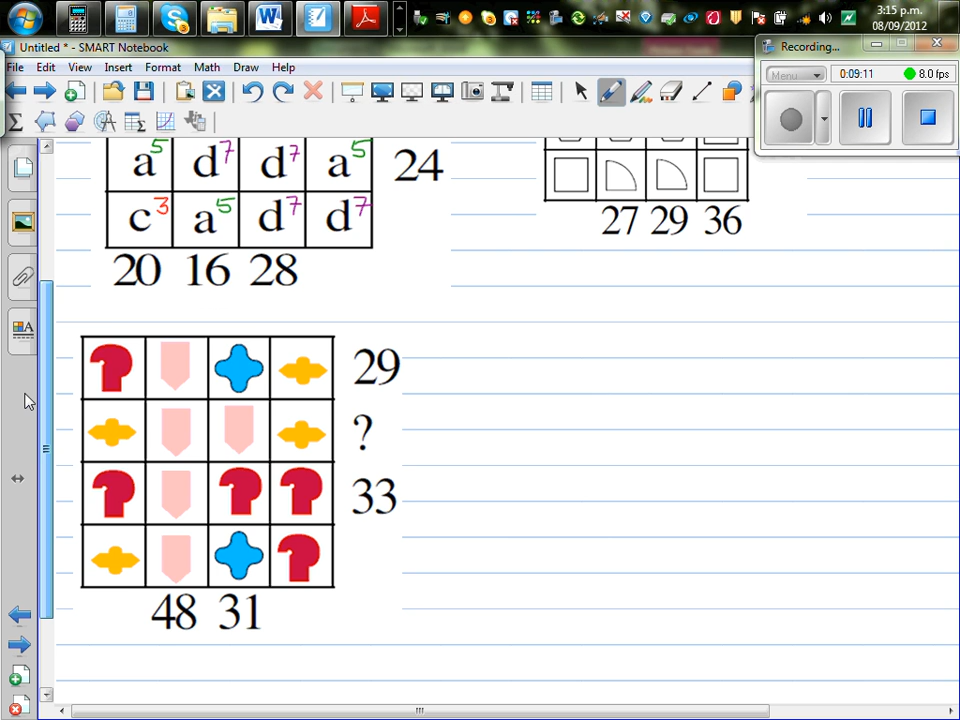 3:15 p.m.
08/09/2012
Untitled * - SMART Notebook
Recording...
File Edit View Insert Format Math Draw Help
Menu
0:09:11
8.0 fps
a5 d7 d7 a5 24
c3 a5 d7 d7
20 16 28
27 29 36
29
?
33
48 31